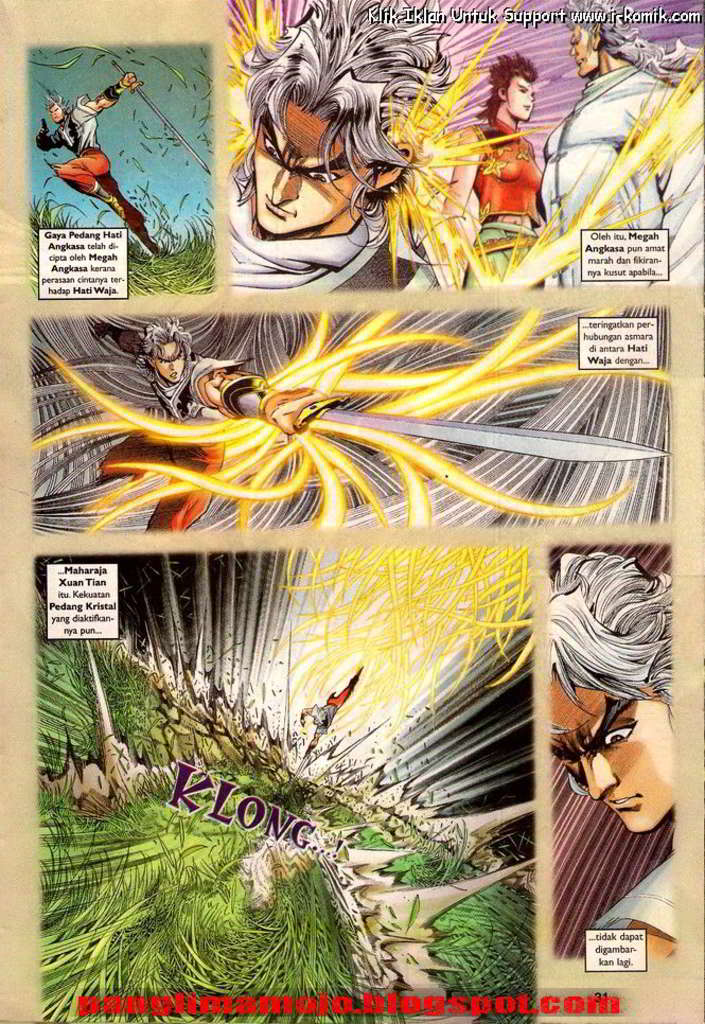 Klik Iklan Untuk Support www.i-Komik.com
Gaya Pedang Hati
Angkasa telah di-
cipta oleh Megah
Angkasa kerana
perasaan cintanya ter-
hadap Hati Waja.
Oleh itu, Megah
Angkasa pun amat
marah dan fikiran-
nya kusut apabila...
...teringatkan per-
hubungan asmara
di antara Hati
Waja dengan...
...Maharaja
Xuan Tian
itu. Kekuatan
Pedang Kristal
yang diaktifkan-
nya pun...
KLONG...!
...tidak dapat
digambar-
kan lagi.
panglimamojo.blogspot.com